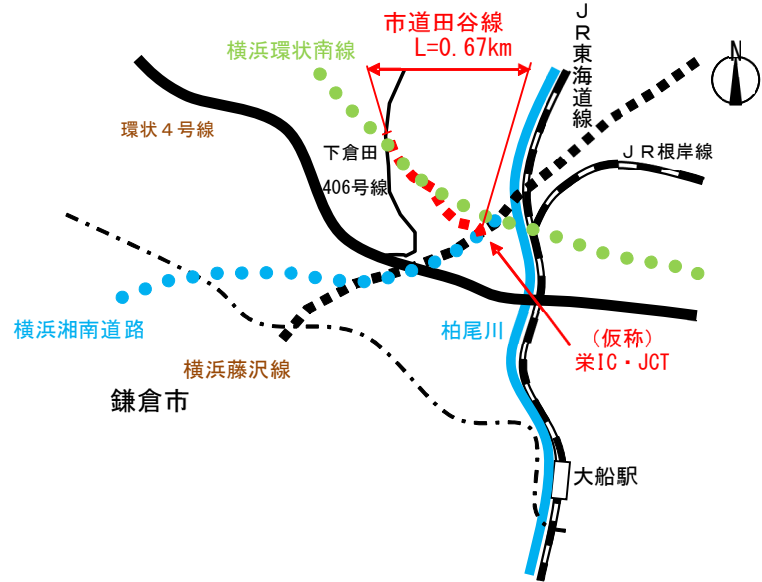 市道田谷線
L=0.67km
JR東海道線
N
横浜環状南線
環状４号線
下倉田
406号線
ＪＲ根岸線
横浜湘南道路
柏尾川
（仮称）
栄IC・JCT
横浜藤沢線
鎌倉市
大船駅